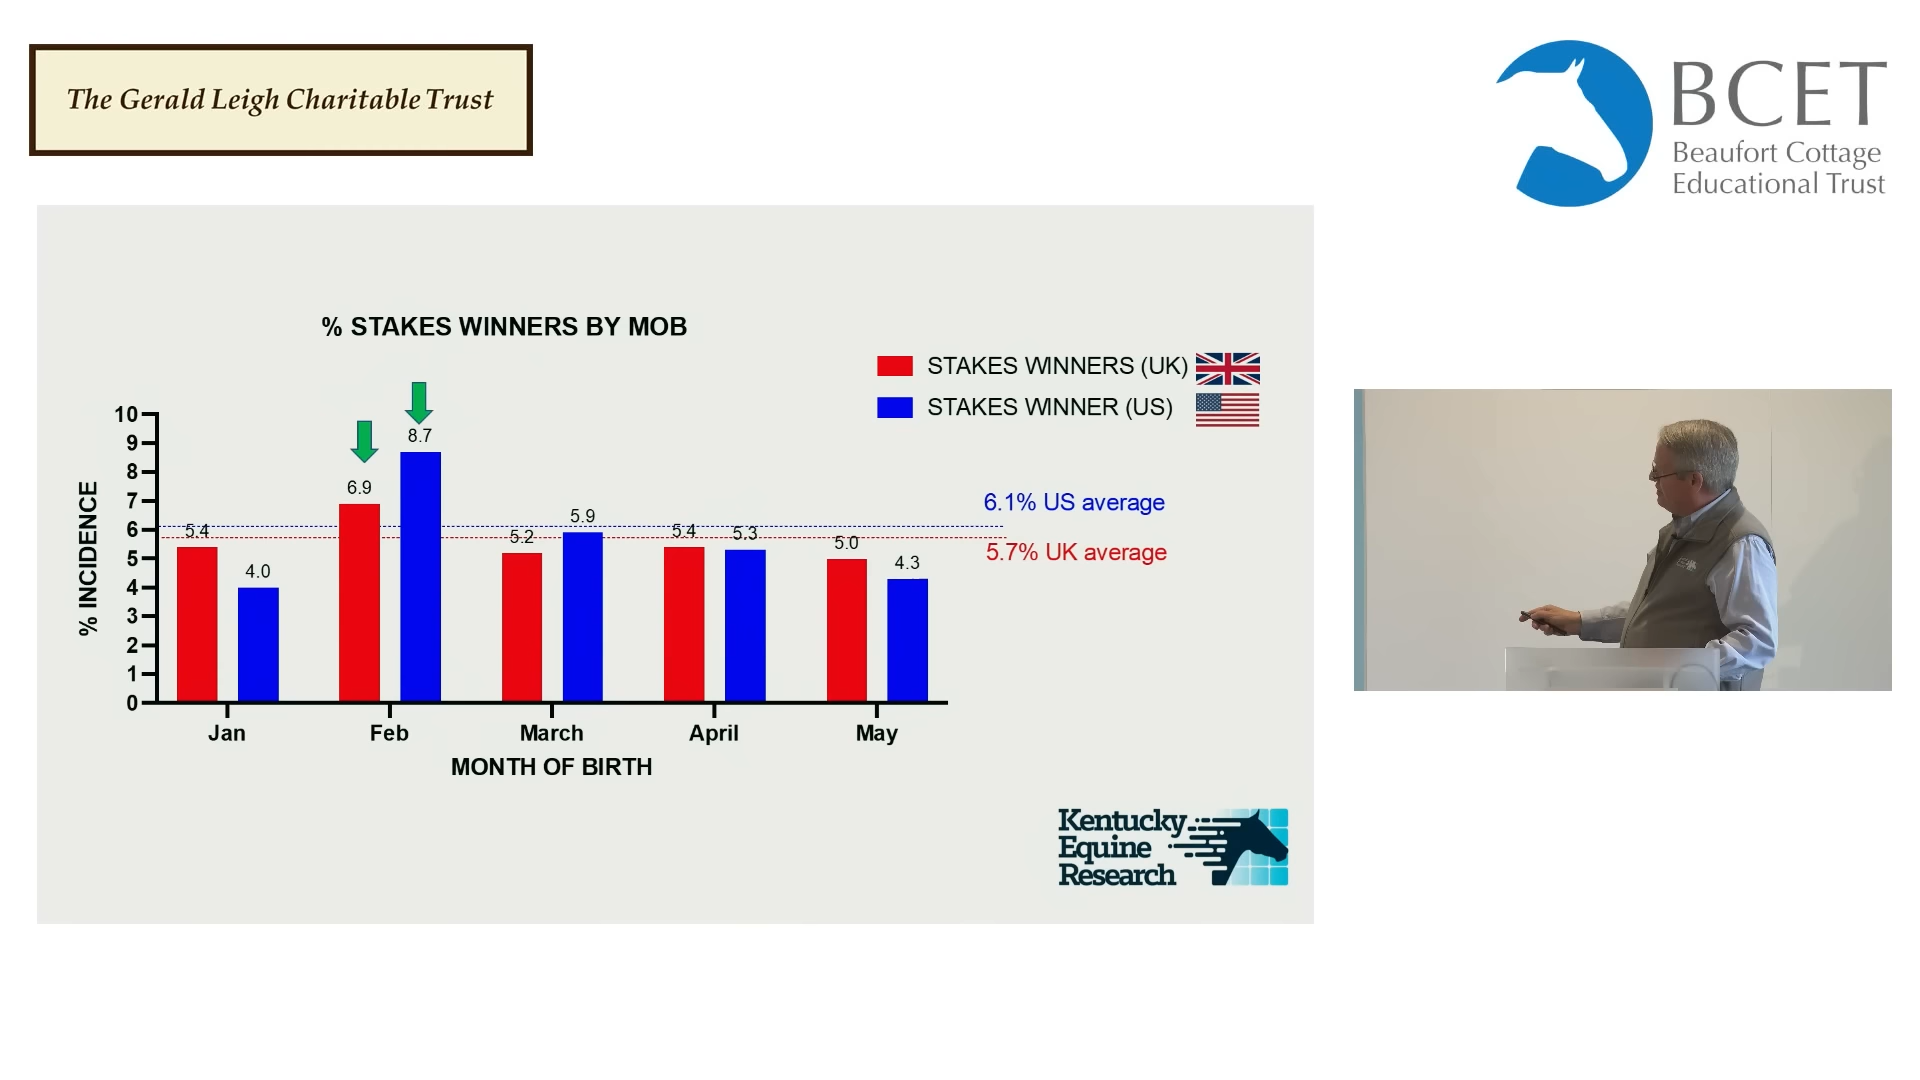 The Gerald Leigh Charitable Trust
BCET
Beaufort Cottage
Educational Trust
% STAKES WINNERS BY MOB
STAKES WINNERS (UK)
STAKES WINNER (US)
% INCIDENCE
10
9
8
7
6
5
4
3
2
1
0
5.4
4.0
6.9
8.7
5.2
5.9
5.4
5.3
5.0
4.3
6.1% US average
5.7% UK average
Jan
Feb
March
April
May
MONTH OF BIRTH
Kentucky
Equine
Research